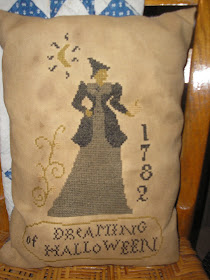 1782
of DREAMING
HALLOWEEN